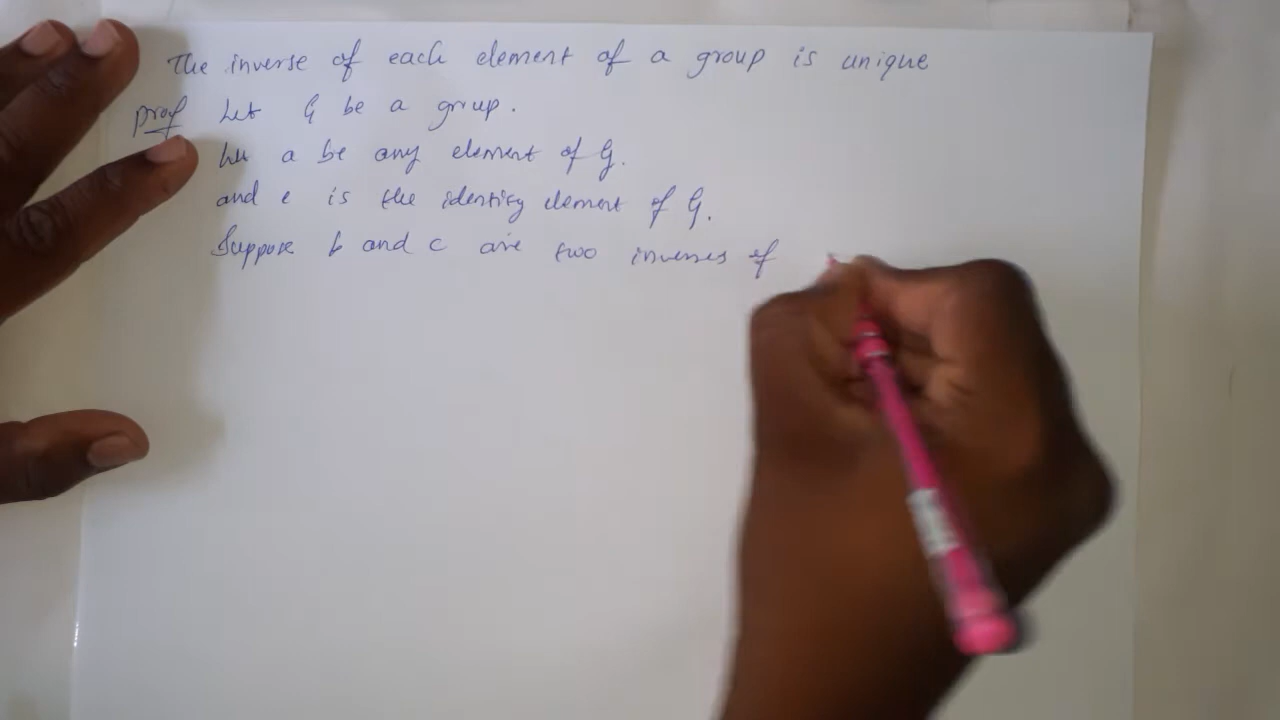 The inverse of each element of a group is unique
proof Let G be a group.
Let a be any element of G.
and e is the identity element of G.
Suppose b and c are two inverses of